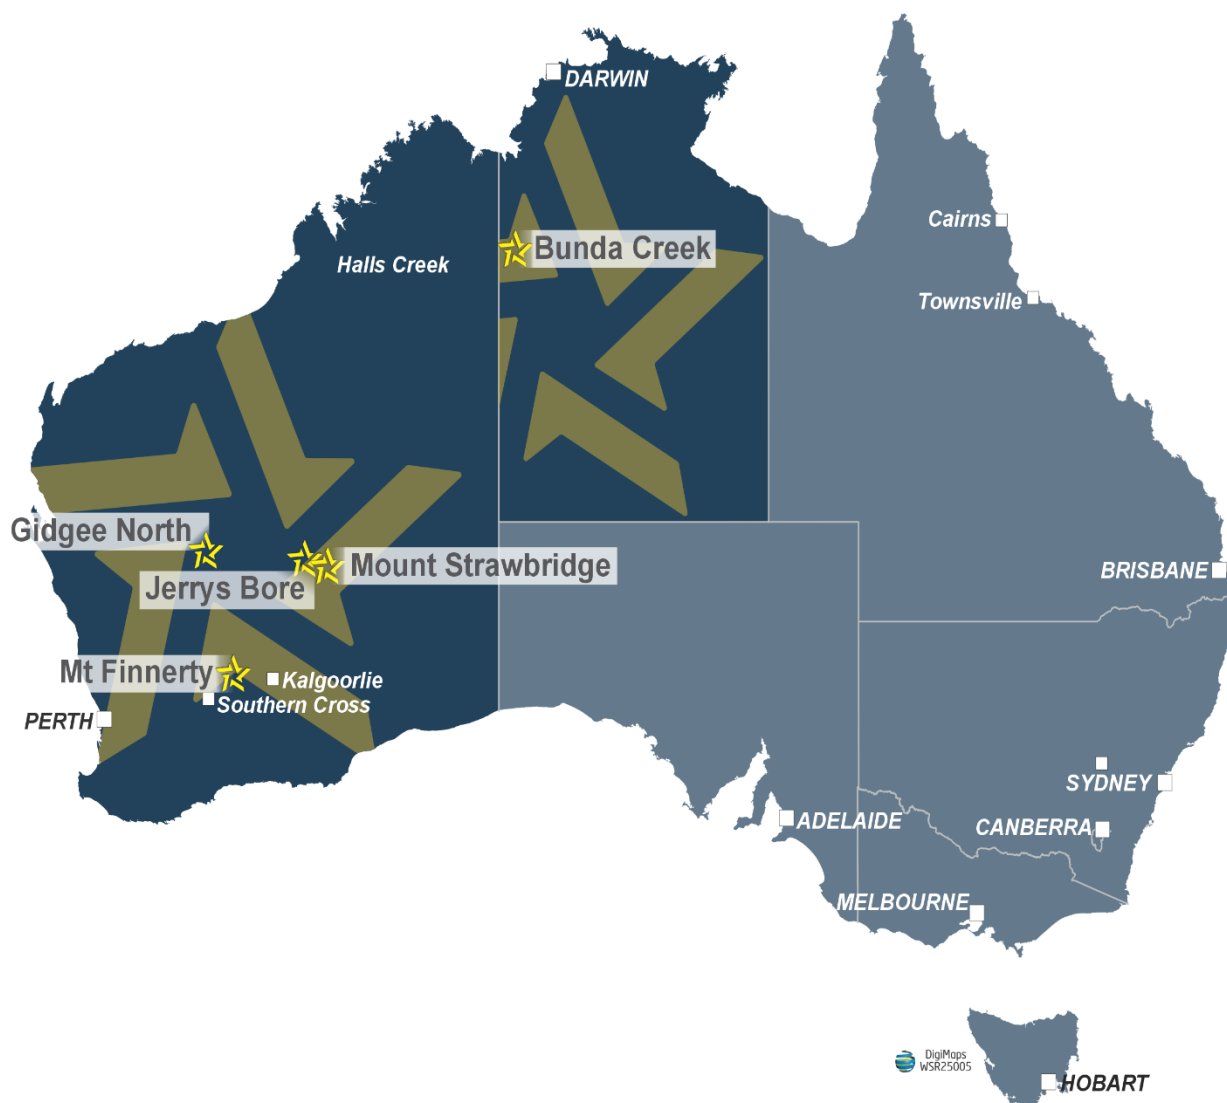 DARWIN
Cairns
Bunda Creek
Halls Creek
Townsville
Gidgee North
Mount Strawbridge
BRISBANE
Jerrys Bore
Mt Finnerty
Kalgoorlie
Southern Cross
PERTH
SYDNEY
ADELAIDE
CANBERRA
MELBOURNE
DigiMaps
WSR25005
HOBART